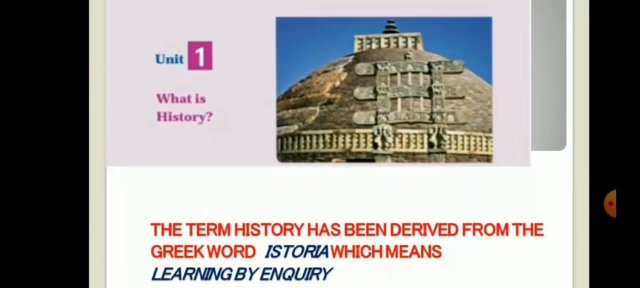 Unit 1
What is
History?
THE TERM HISTORY HAS BEEN DERIVED FROM THE
GREEK WORD ISTORIA WHICH MEANS
LEARNING BY ENQUIRY